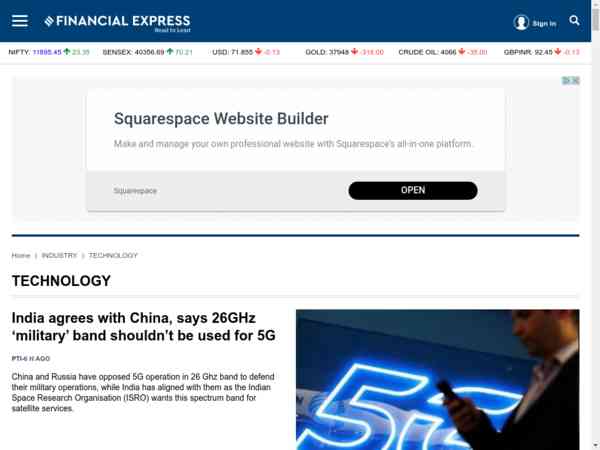 FINANCIAL EXPRESS
Read to Lead
Sign In
NIFTY: 11895.45 23.35 SENSEX: 40356.69 70.21 USD: 71.855 -0.13 GOLD: 37948 -318.00 CRUDE OIL: 4066 -35.00 GBPINR: 92.45 -0.13
Squarespace Website Builder
Make and manage your own professional website with Squarespace's all-in-one platform.
Squarespace OPEN
Home | INDUSTRY | TECHNOLOGY
TECHNOLOGY
India agrees with China, says 26GHz
‘military’ band shouldn’t be used for 5G
PTI-6 H AGO
China and Russia have opposed 5G operation in 26 Ghz band to defend
their military operations, while India has aligned with them as the Indian
Space Research Organisation (ISRO) wants this spectrum band for
satellite services.
5G